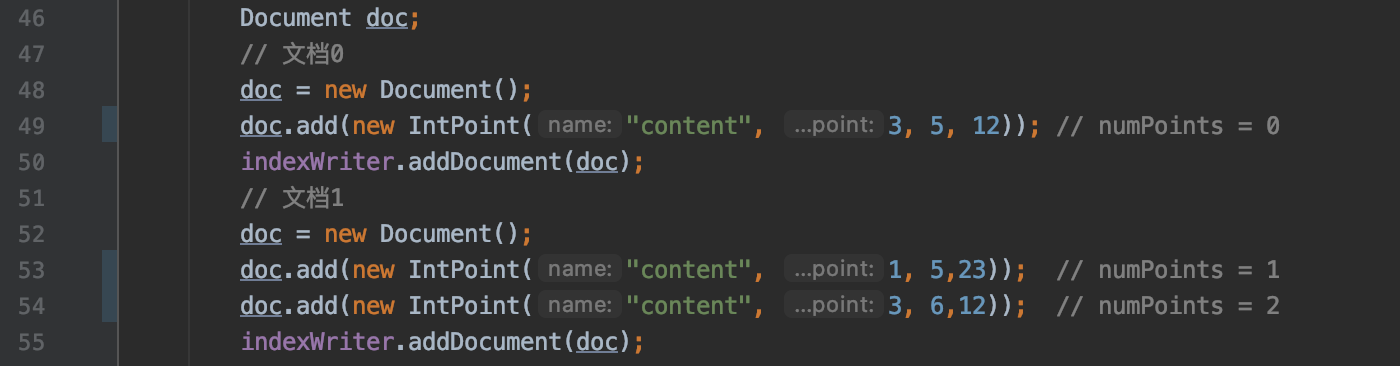 46 Document doc;
47 // 文档0
48 doc = new Document();
49 doc.add(new IntPoint( name: "content", ...point: 3, 5, 12)); // numPoints = 0
50 indexWriter.addDocument(doc);
51 // 文档1
52 doc = new Document();
53 doc.add(new IntPoint( name: "content", ...point: 1, 5,23)); // numPoints = 1
54 doc.add(new IntPoint( name: "content", ...point: 3, 6,12)); // numPoints = 2
55 indexWriter.addDocument(doc);